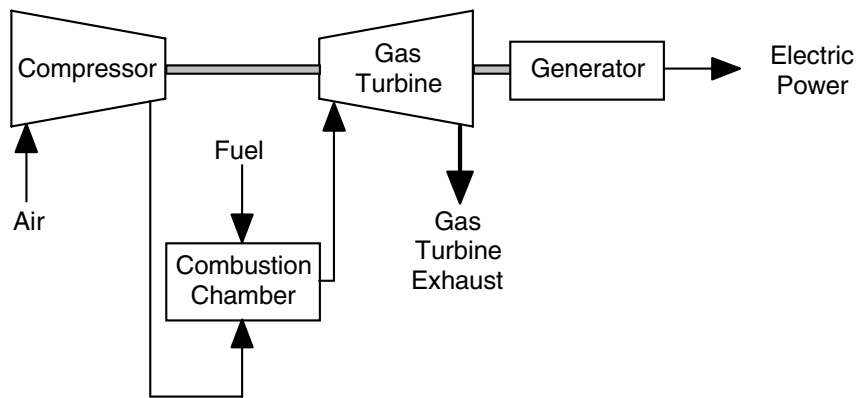 Compressor
Gas
Turbine
Generator
Electric
Power
Air
Fuel
Combustion
Chamber
Gas
Turbine
Exhaust